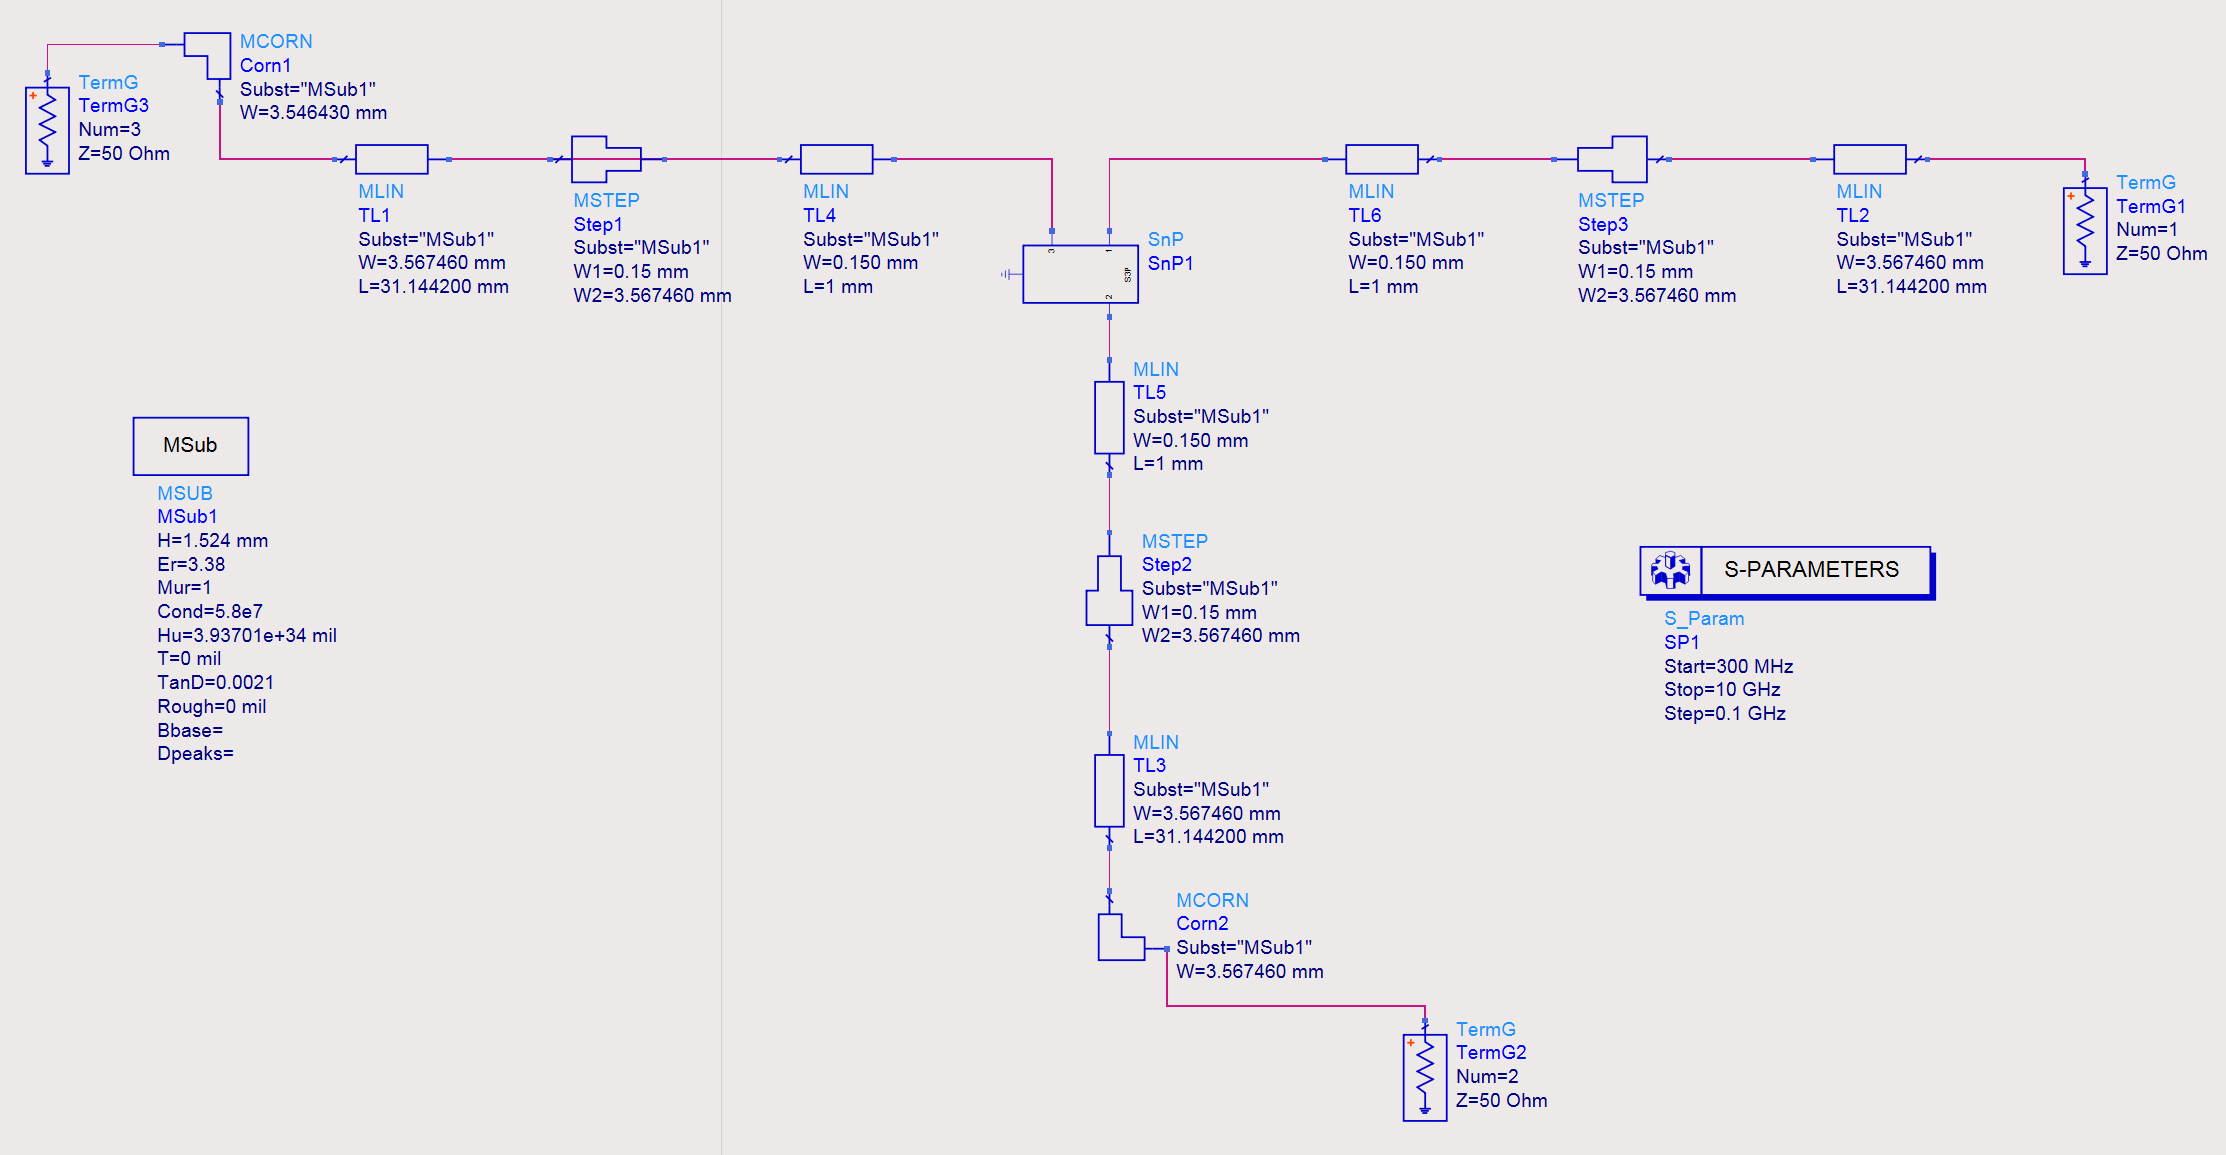 MCORN
Corn1
Subst="MSub1"
W=3.546430 mm
TermG
TermG3
Num=3
Z=50 Ohm
+
MLIN
TL1
Subst="MSub1"
W=3.567460 mm
L=31.144200 mm
MSTEP
Step1
Subst="MSub1"
W1=0.15 mm
W2=3.567460 mm
MLIN
TL4
Subst="MSub1"
W=0.150 mm
L=1 mm
SnP
SnP1
3
1
S3P
2
MLIN
TL6
Subst="MSub1"
W=0.150 mm
L=1 mm
MSTEP
Step3
Subst="MSub1"
W1=0.15 mm
W2=3.567460 mm
MLIN
TL2
Subst="MSub1"
W=3.567460 mm
L=31.144200 mm
TermG
TermG1
Num=1
Z=50 Ohm
+
MLIN
TL5
Subst="MSub1"
W=0.150 mm
L=1 mm
MSub
MSUB
MSub1
H=1.524 mm
Er=3.38
Mur=1
Cond=5.8e7
Hu=3.93701e+34 mil
T=0 mil
TanD=0.0021
Rough=0 mil
Bbase=
Dpeaks=
MSTEP
Step2
Subst="MSub1"
W1=0.15 mm
W2=3.567460 mm
S-PARAMETERS
S_Param
SP1
Start=300 MHz
Stop=10 GHz
Step=0.1 GHz
MLIN
TL3
Subst="MSub1"
W=3.567460 mm
L=31.144200 mm
MCORN
Corn2
Subst="MSub1"
W=3.567460 mm
TermG
TermG2
Num=2
Z=50 Ohm
+